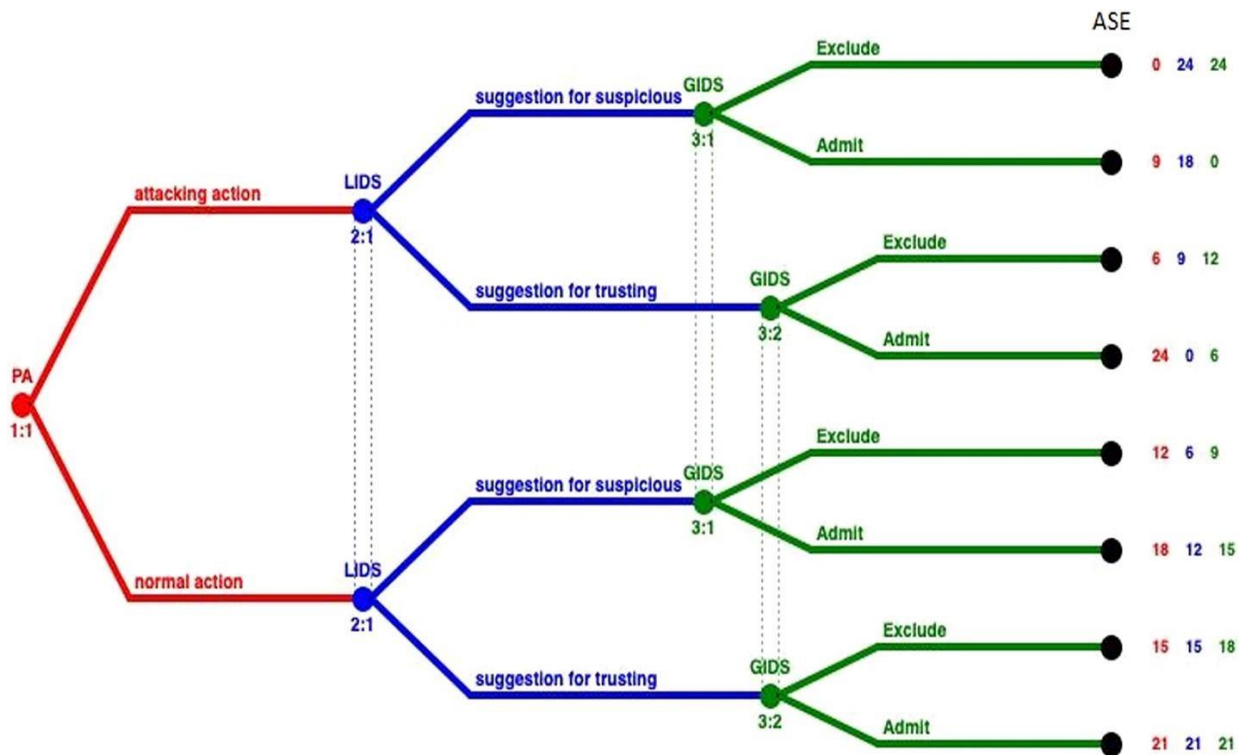 ASE
Exclude
0 24 24
GIDS
suggestion for suspicious
3:1
Admit
9 18 0
attacking action
LIDS
2:1
Exclude
6 9 12
GIDS
suggestion for trusting
3:2
Admit
24 0 6
PA
1:1
Exclude
12 6 9
GIDS
suggestion for suspicious
3:1
Admit
18 12 15
normal action
LIDS
2:1
Exclude
15 15 18
GIDS
suggestion for trusting
3:2
Admit
21 21 21